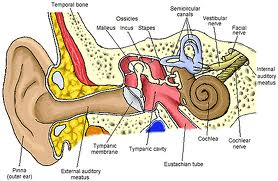 Temporal bone
Ossicles
Malleus
Incus
Stapes
Semicircular
canals
Vestibular
nerve
Facial
nerve
Internal
auditory
meatus
Cochlear
nerve
Cochlea
Eustachian tube
Tympanic cavity
Tympanic
membrane
External auditory
meatus
Pinna
(outer ear)